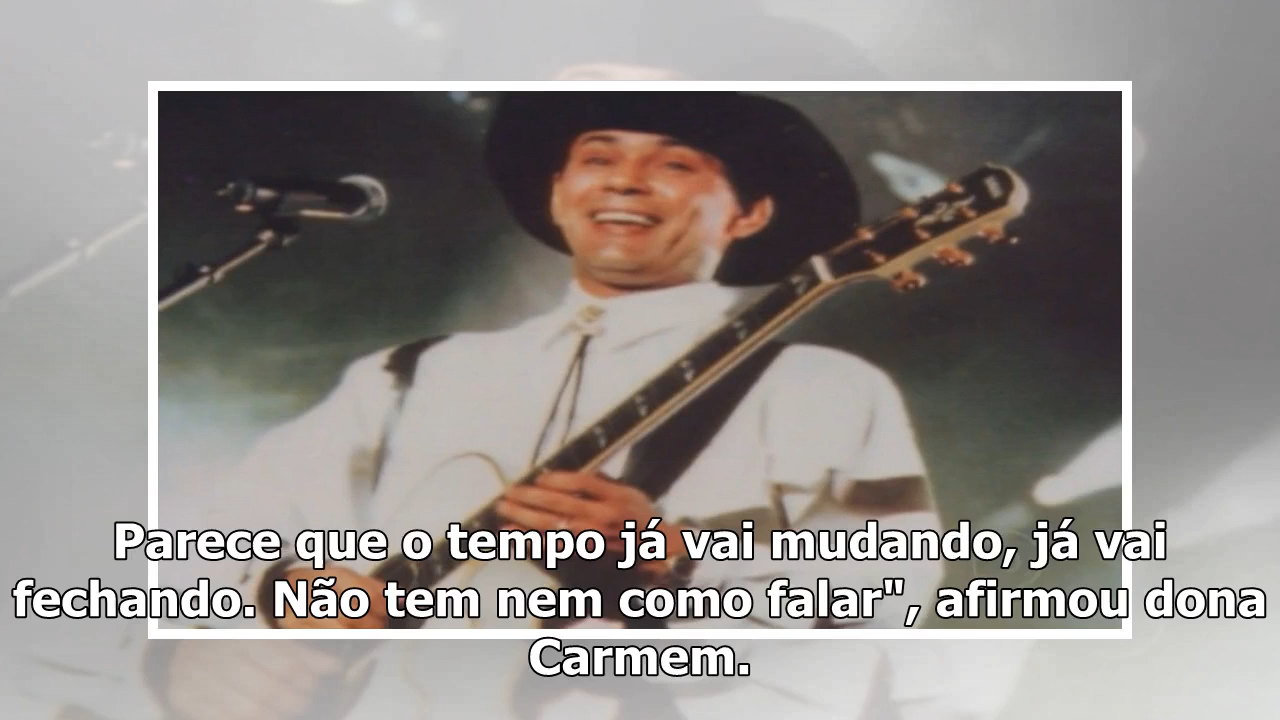 Parece que o tempo já vai mudando, já vai
fechando. Não tem nem como falar", afirmou dona
Carmem.